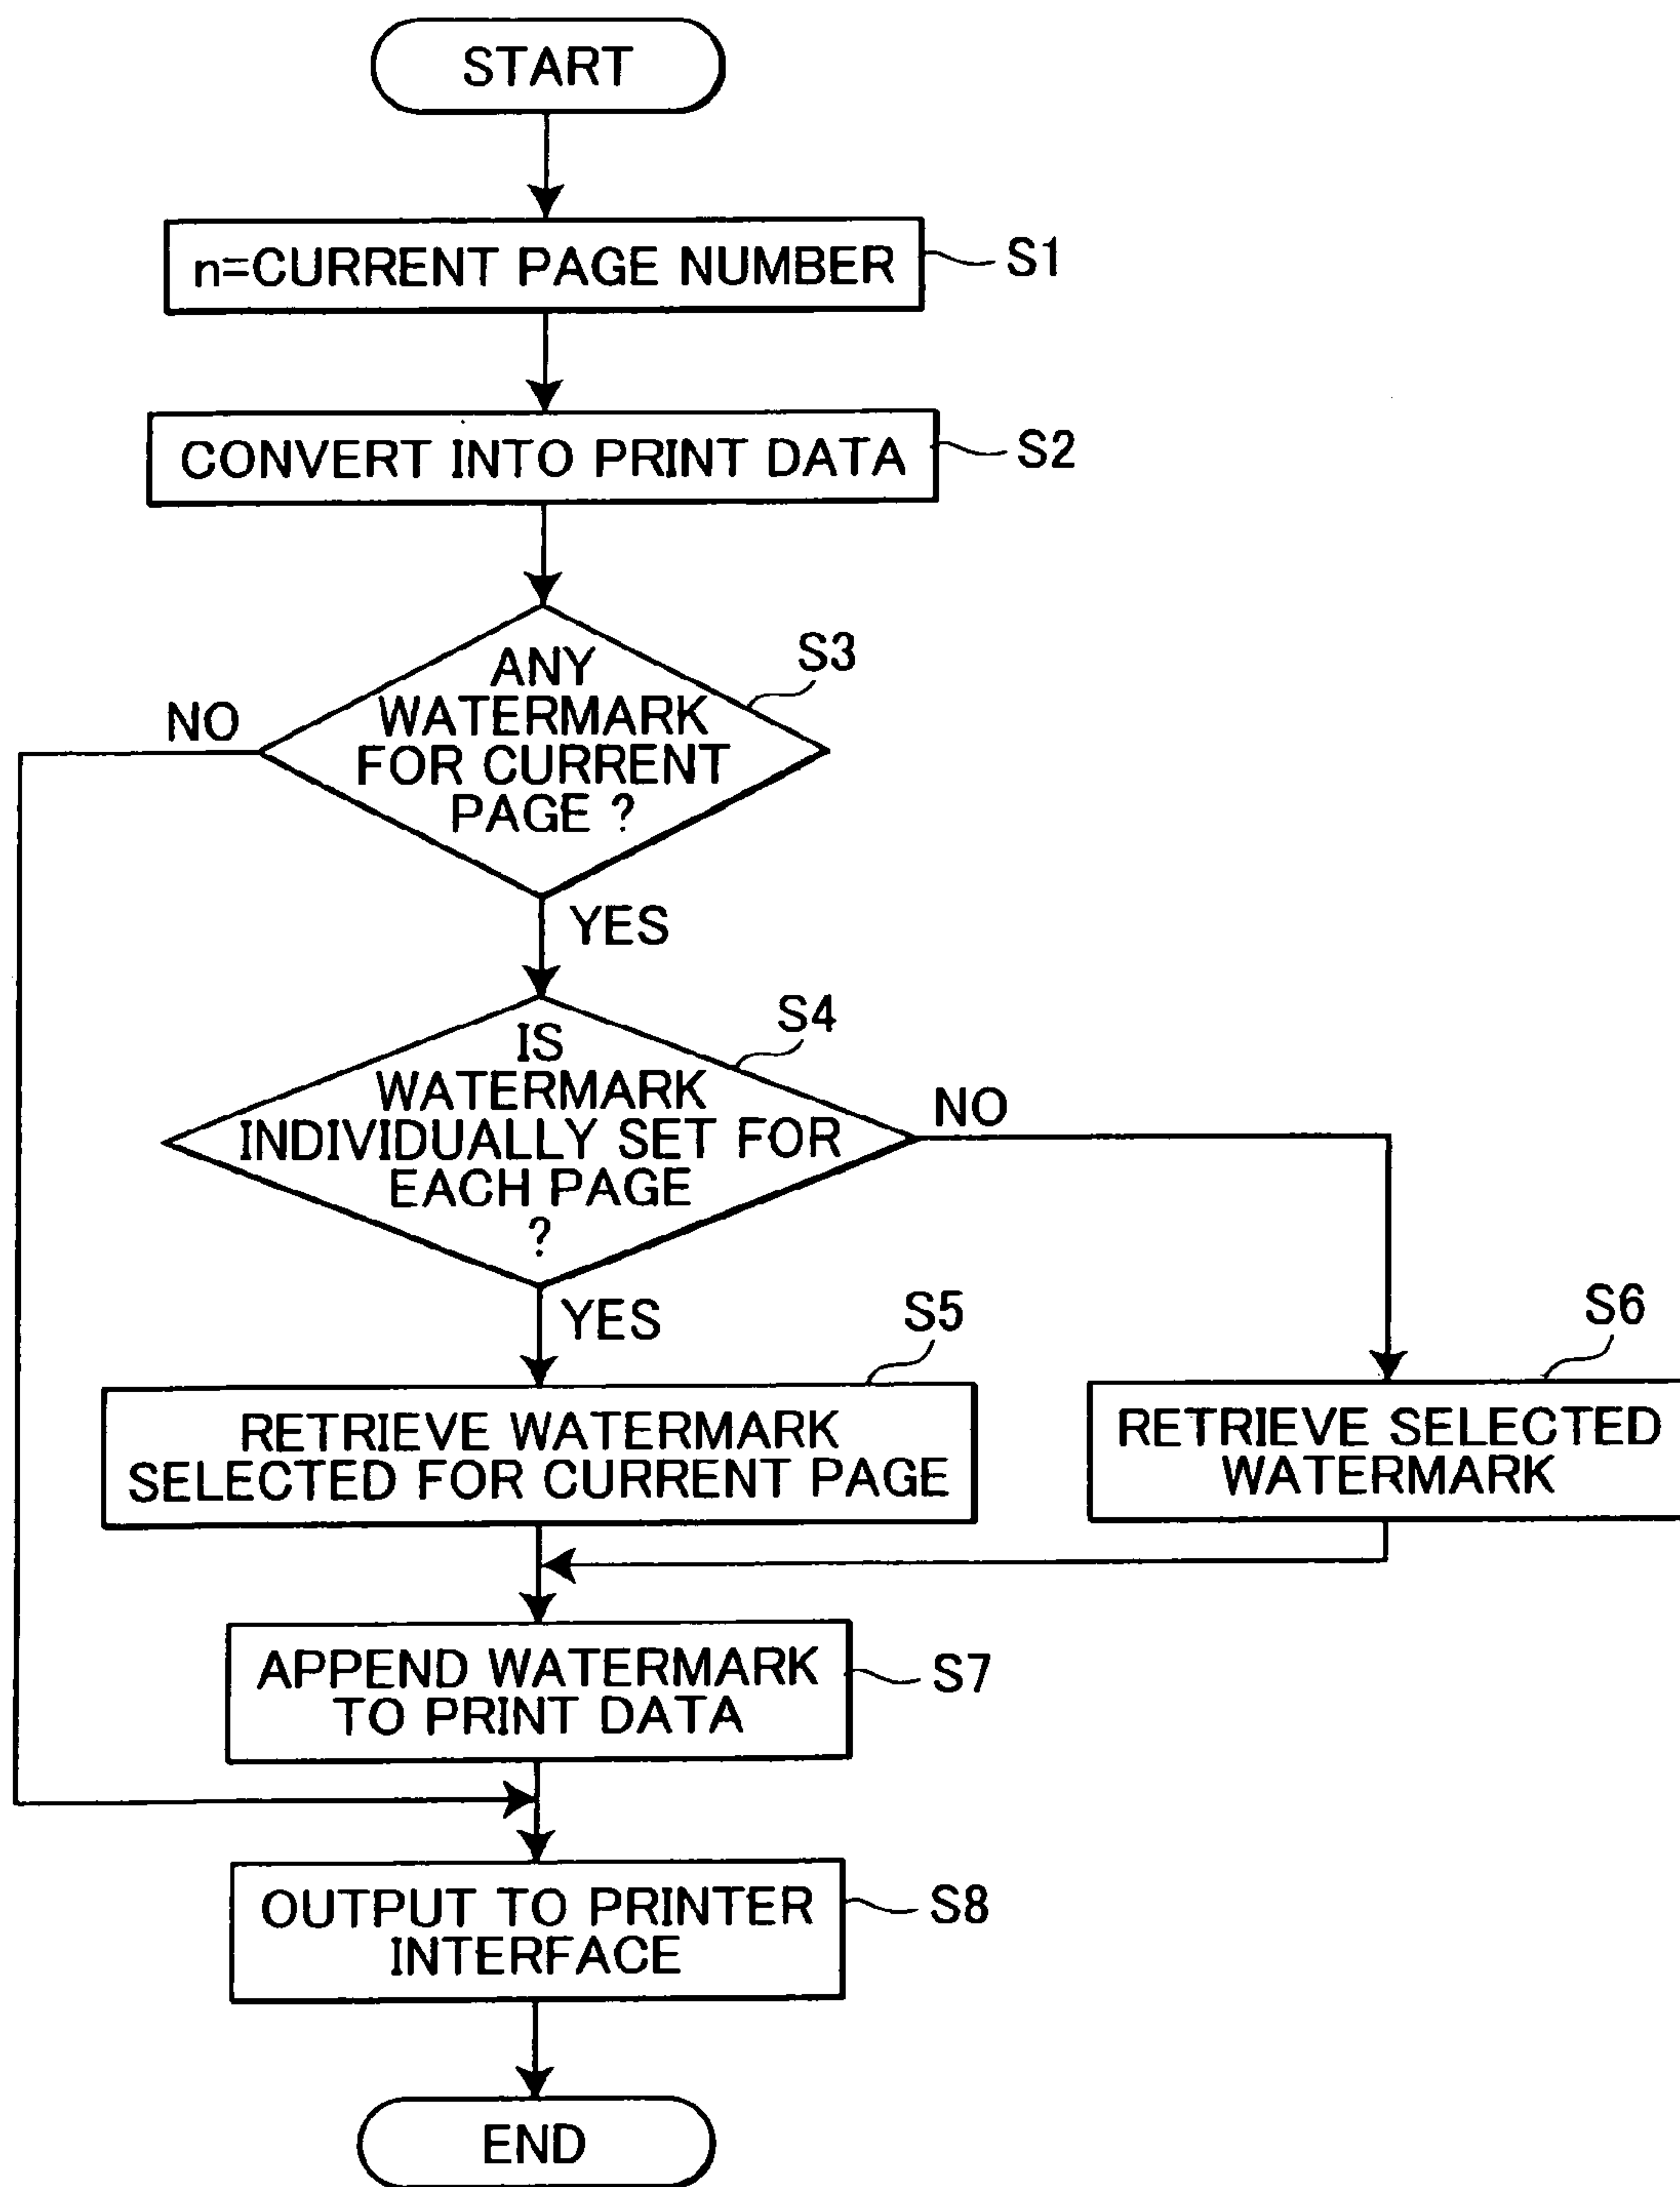 START
n=CURRENT PAGE NUMBER
S1
CONVERT INTO PRINT DATA
S2
ANY
WATERMARK
FOR CURRENT
PAGE ?
S3
NO
YES
IS
WATERMARK
INDIVIDUALLY SET FOR
EACH PAGE
?
S4
NO
YES
S5
RETRIEVE WATERMARK
SELECTED FOR CURRENT PAGE
S6
RETRIEVE SELECTED
WATERMARK
APPEND WATERMARK
TO PRINT DATA
S7
OUTPUT TO PRINTER
INTERFACE
S8
END